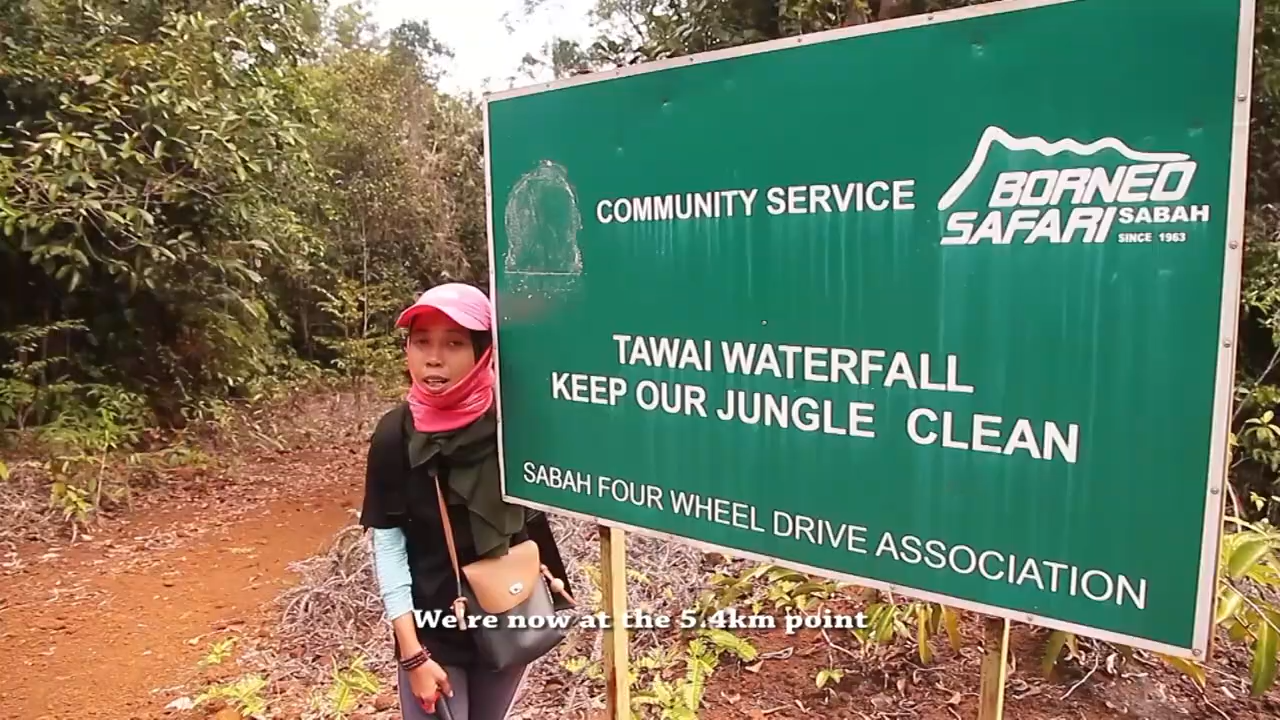 COMMUNITY SERVICE
BORNEO
SAFARI SABAH
SINCE 1963
TAWAI WATERFALL
KEEP OUR JUNGLE CLEAN
SABAH FOUR WHEEL DRIVE ASSOCIATION
We're now at the 5.4km point